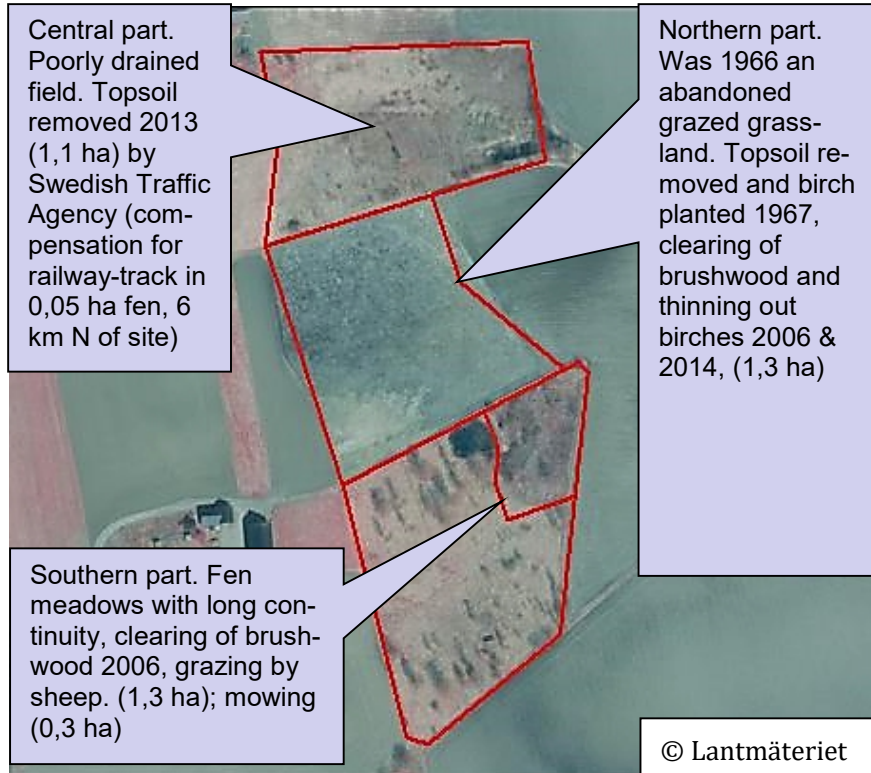 Central part.
Poorly drained
field. Topsoil
removed 2013
(1,1 ha) by
Swedish Traffic
Agency (com-
pensation for
railway-track in
0,05 ha fen, 6
km N of site)
Northern part.
Was 1966 an
abandoned
grazed grass-
land. Topsoil re-
moved and birch
planted 1967,
clearing of
brushwood and
thinning out
birches 2006 &
2014, (1,3 ha)
Southern part. Fen
meadows with long con-
tinuity, clearing of brush-
wood 2006, grazing by
sheep. (1,3 ha); mowing
(0,3 ha)
© Lantmäteriet